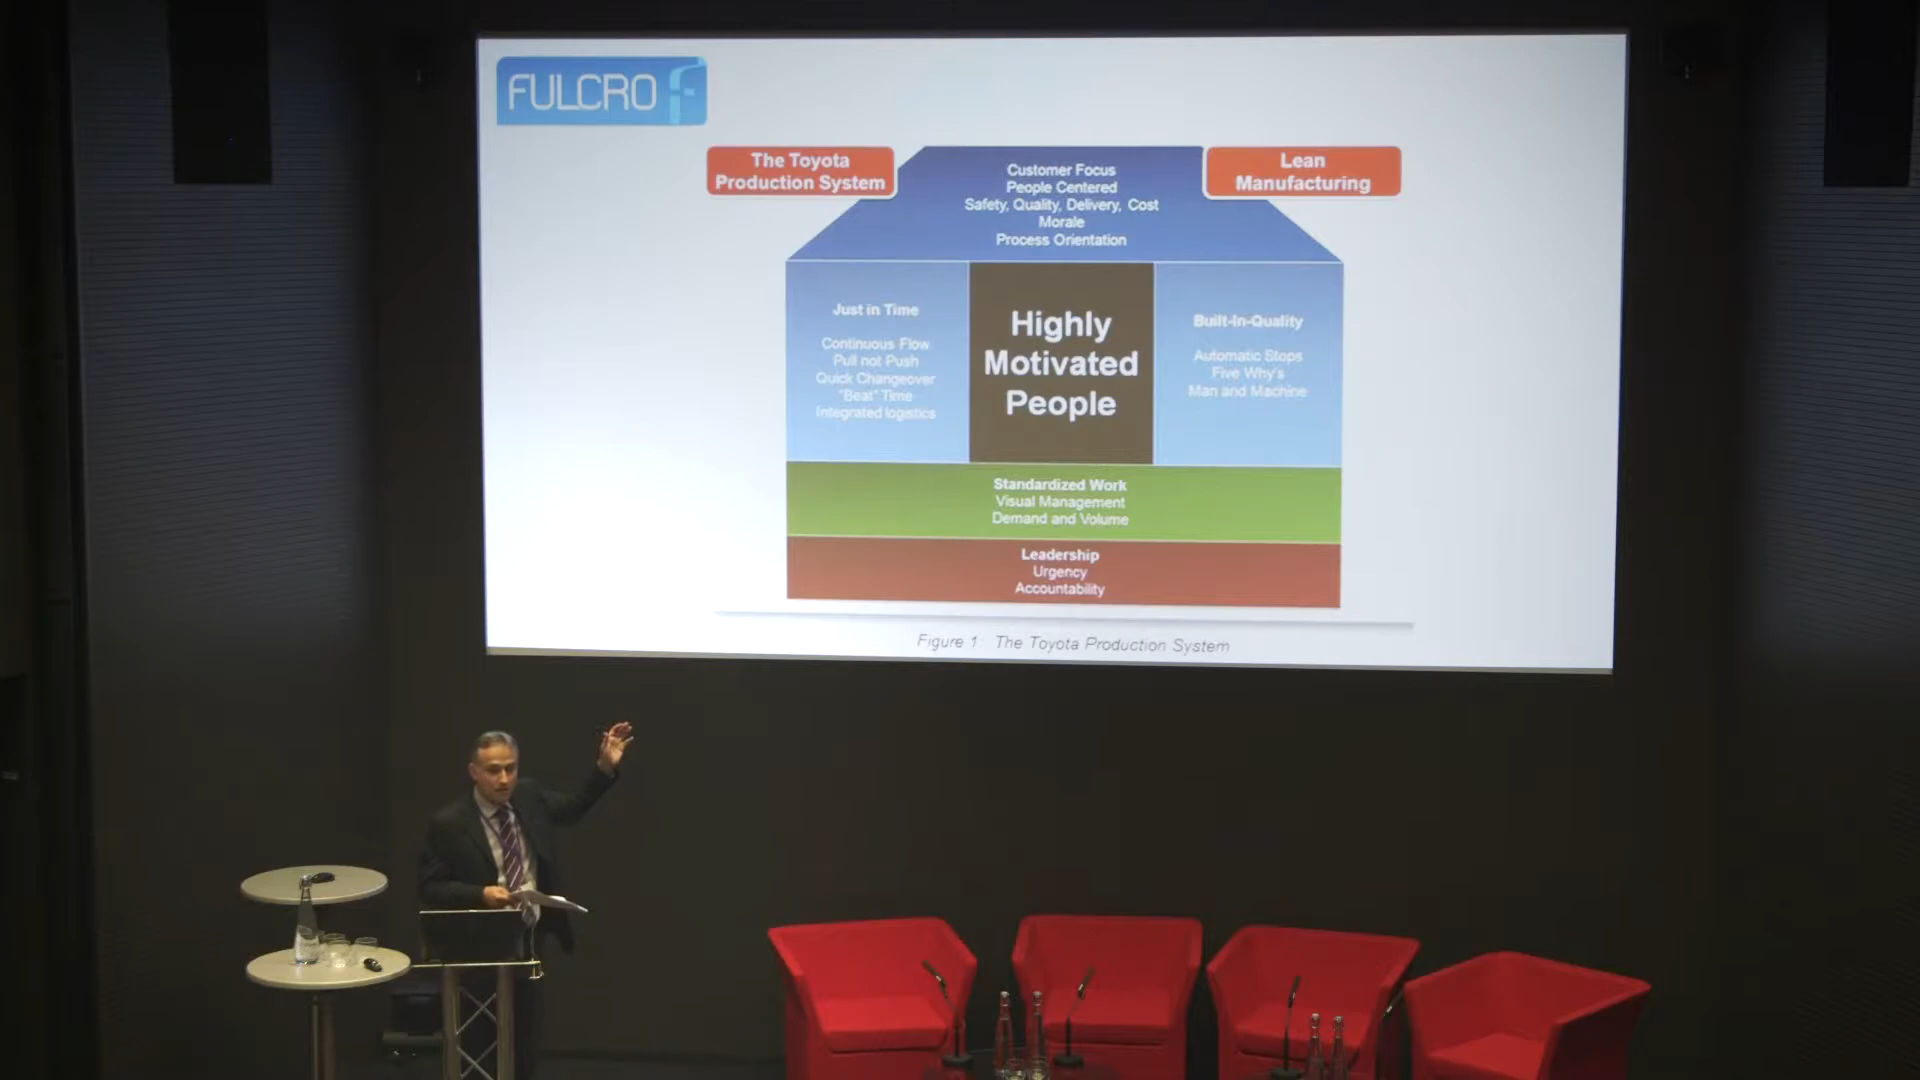 FULCRO
The Toyota
Production System
Customer Focus
People Centered
Safety, Quality, Delivery, Cost
Morale
Process Orientation
Lean
Manufacturing
Just in Time
Continuous Flow
Pull not Push
Quick Changeover
"Beat" Time
Integrated logistics
Highly
Motivated
People
Built-In-Quality
Automatic Stops
Five Why's
Man and Machine
Standardized Work
Visual Management
Demand and Volume
Leadership
Urgency
Accountability
Figure 1: The Toyota Production System